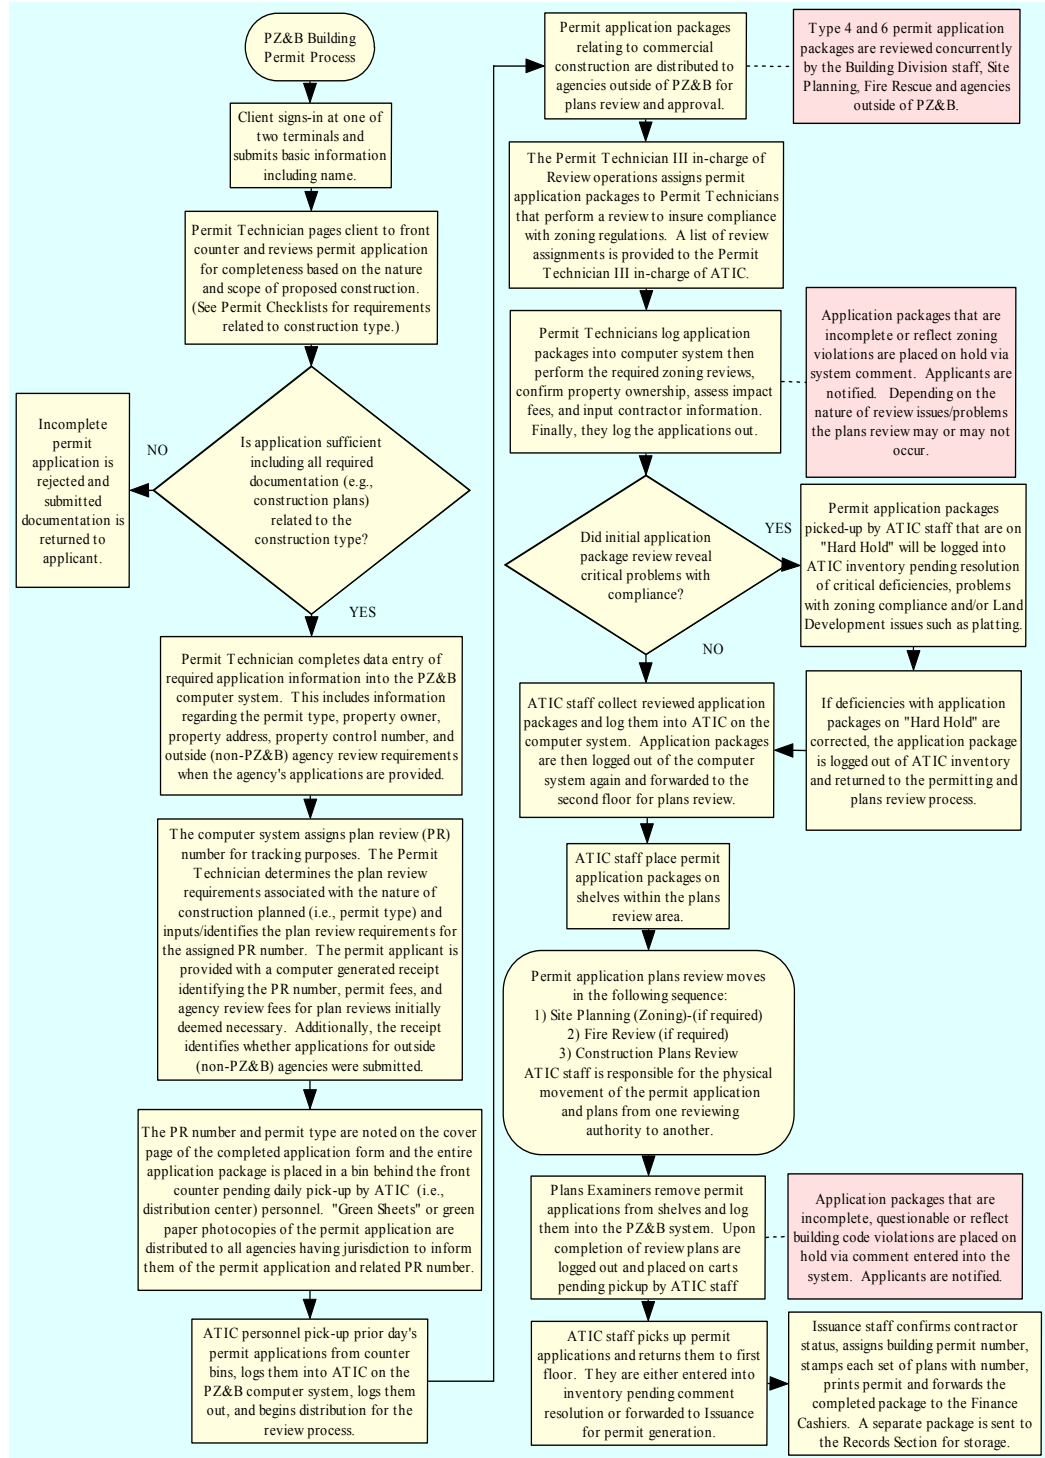 PZ&B Building
Permit Process
Client signs-in at one of
two terminals and
submits basic information
including name.
Permit Technician pages client to front
counter and reviews permit application
for completeness based on the nature
and scope of proposed construction.
(See Permit Checklists for requirements
related to construction type.)
Is application sufficient
including all required
documentation (e.g.,
construction plans)
related to the
construction type?
NO
Incomplete
permit
application is
rejected and
submitted
documentation is
returned to
applicant.
YES
Permit Technician completes data entry of
required application information into the PZ&B
computer system. This includes information
regarding the permit type, property owner,
property address, property control number, and
outside (non-PZ&B) agency review requirements
when the agency's applications are provided.
The computer system assigns plan review (PR)
number for tracking purposes. The Permit
Technician determines the plan review
requirements associated with the nature of
construction planned (i.e., permit type) and
inputs/identifies the plan review requirements for
the assigned PR number. The permit applicant is
provided with a computer generated receipt
identifying the PR number, permit fees, and
agency review fees for plan reviews initially
deemed necessary. Additionally, the receipt
identifies whether applications for outside
(non-PZ&B) agencies were submitted.
The PR number and permit type are noted on the cover
page of the completed application form and the entire
application package is placed in a bin behind the front
counter pending daily pick-up by ATIC (i.e.,
distribution center) personnel. "Green Sheets" or green
paper photocopies of the permit application are
distributed to all agencies having jurisdiction to inform
them of the permit application and related PR number.
ATIC personnel pick-up prior day's
permit applications from counter
bins, logs them into ATIC on the
PZ&B computer system, logs them
out, and begins distribution for the
review process.
Permit application packages
relating to commercial
construction are distributed to
agencies outside of PZ&B for
plans review and approval.
Type 4 and 6 permit application
packages are reviewed concurrently
by the Building Division staff, Site
Planning, Fire Rescue and agencies
outside of PZ&B.
The Permit Technician III in-charge of
Review operations assigns permit
application packages to Permit Technicians
that perform a review to insure compliance
with zoning regulations. A list of review
assignments is provided to the Permit
Technician III in-charge of ATIC.
Permit Technicians log application
packages into computer system then
perform the required zoning reviews,
confirm property ownership, assess impact
fees, and input contractor information.
Finally, they log the applications out.
Application packages that are
incomplete or reflect zoning
violations are placed on hold via
system comment. Applicants are
notified. Depending on the
nature of review issues/problems
the plans review may or may not
occur.
Did initial application
package review reveal
critical problems with
compliance?
YES
Permit application packages
picked-up by ATIC staff that are on
"Hard Hold" will be logged into
ATIC inventory pending resolution
of critical deficiencies, problems
with zoning compliance and/or Land
Development issues such as platting.
NO
If deficiencies with application
packages on "Hard Hold" are
corrected, the application package
is logged out of ATIC inventory
and returned to the permitting and
plans review process.
ATIC staff collect reviewed application
packages and log them into ATIC on the
computer system. Application packages
are then logged out of the computer
system again and forwarded to the
second floor for plans review.
ATIC staff place permit
application packages on
shelves within the plans
review area.
Permit application plans review moves
in the following sequence:
1) Site Planning (Zoning)-(if required)
2) Fire Review (if required)
3) Construction Plans Review
ATIC staff is responsible for the physical
movement of the permit application
and plans from one reviewing
authority to another.
Plans Examiners remove permit
applications from shelves and log
them into the PZ&B system. Upon
completion of review plans are
logged out and placed on carts
pending pickup by ATIC staff
Application packages that are
incomplete, questionable or reflect
building code violations are placed on
hold via comment entered into the
system. Applicants are notified.
ATIC staff picks up permit
applications and returns them to first
floor. They are either entered into
inventory pending comment
resolution or forwarded to Issuance
for permit generation.
Issuance staff confirms contractor
status, assigns building permit number,
stamps each set of plans with number,
prints permit and forwards the
completed package to the Finance
Cashiers. A separate package is sent to
the Records Section for storage.